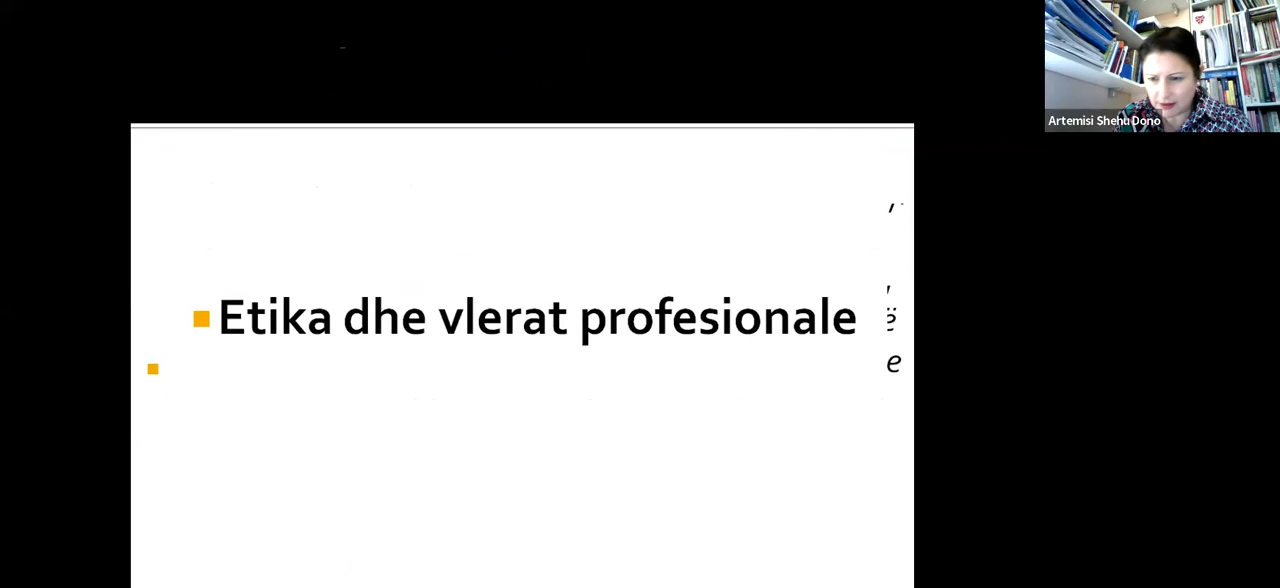 Artemisi Shehu Dono
Etika dhe vlerat profesionale
ë
e